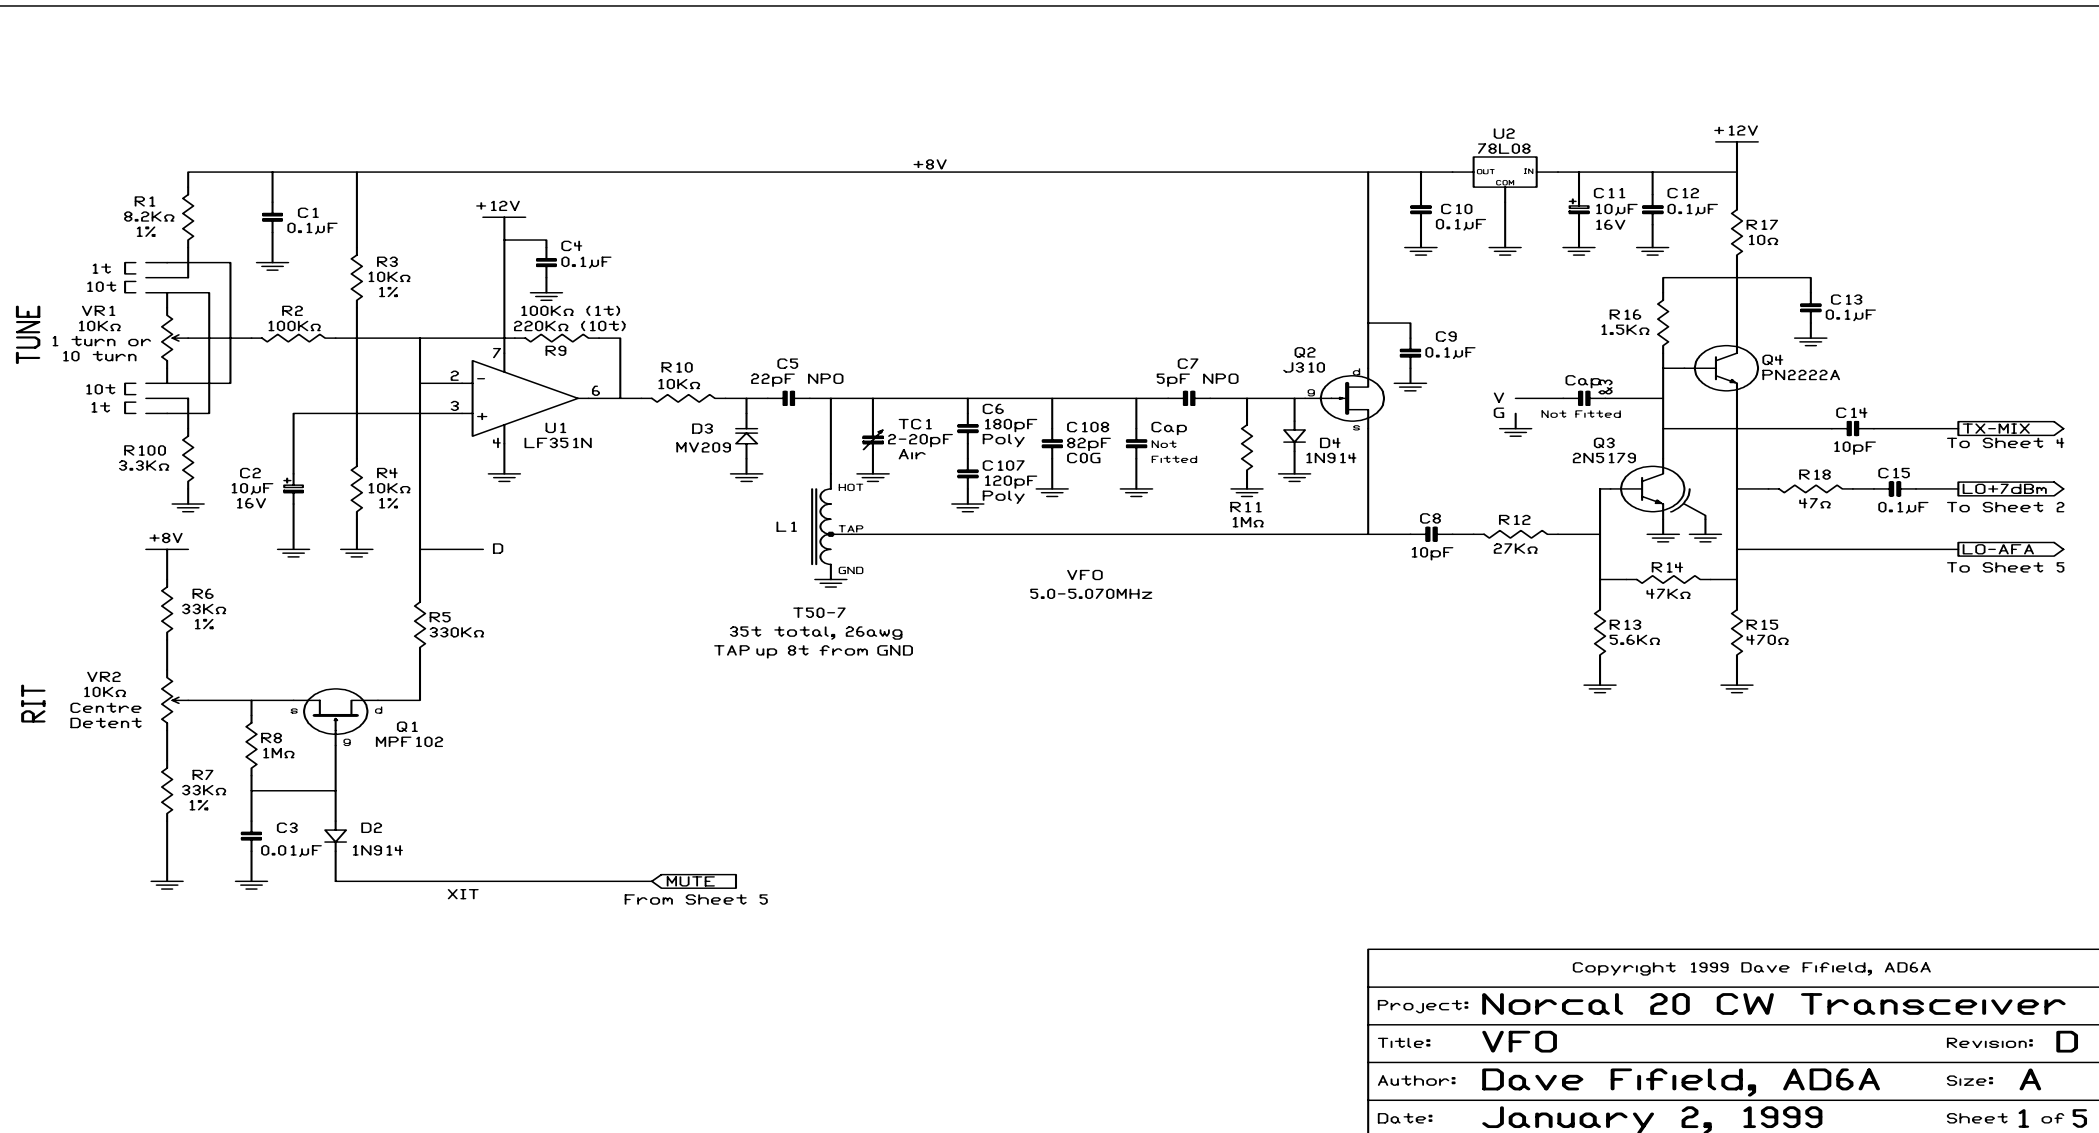 +8V
U2
78L08
OUT
IN
COM
+12V
R1
8.2KΩ
1%
C1
0.1µF
+12V
C4
0.1µF
R3
10KΩ
1%
1t
10t
TUNE
VR1
10KΩ
1 turn or
10 turn
10t
1t
R2
100KΩ
100KΩ (1t)
220KΩ (10t)
R9
7
2
-
3
+
4
6
U1
LF351N
R100
3.3KΩ
C2
+
10µF
16V
R4
10KΩ
1%
D
R10
10KΩ
C5
22pF NPO
D3
MV209
TC1
2-20pF
Air
C6
180pF
Poly
C107
120pF
Poly
C108
82pF
C0G
Cap
Not
Fitted
C7
5pF NPO
R11
1MΩ
D4
1N914
Q2
J310
d
g
s
C9
0.1µF
C10
0.1µF
+
C11
10µF
16V
C12
0.1µF
R17
10Ω
R16
1.5KΩ
C13
0.1µF
Q4
PN2222A
Cap
Not Fitted
V
G
Q3
2N5179
C14
10pF
TX-MIX
To Sheet 4
R18
47Ω
C15
0.1µF
LO+7dBm
To Sheet 2
LO-AFA
To Sheet 5
HOT
L1
TAP
GND
C8
10pF
R12
27KΩ
R14
47KΩ
R13
5.6KΩ
R15
470Ω
VFO
5.0-5.070MHz
T50-7
35t total, 26awg
TAP up 8t from GND
+8V
R6
33KΩ
1%
R5
330KΩ
RIT
VR2
10KΩ
Centre
Detent
s
d
g
Q1
MPF102
R8
1MΩ
R7
33KΩ
1%
C3
0.01µF
D2
1N914
XIT
MUTE
From Sheet 5
Copyright 1999 Dave Fifield, AD6A
Project: Norcal 20 CW Transceiver
Title: VFO Revision: D
Author: Dave Fifield, AD6A Size: A
Date: January 2, 1999 Sheet 1 of 5